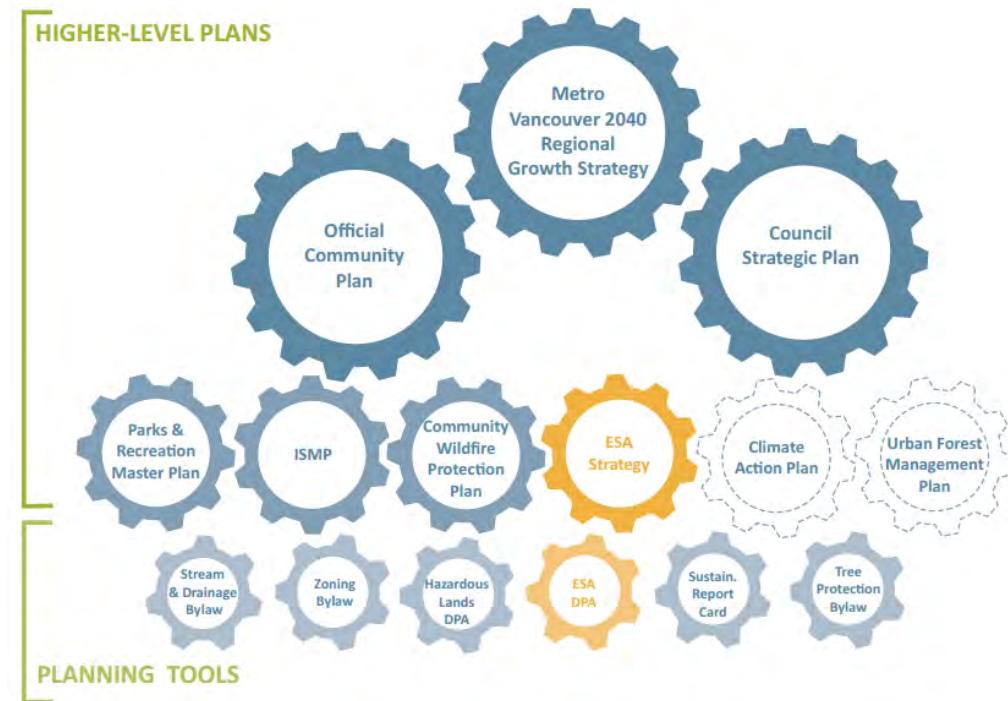 HIGHER-LEVEL PLANS
Metro
Vancouver 2040
Regional
Growth Strategy
Official
Community
Plan
Council
Strategic Plan
Parks &
Recreation
Master Plan
ISMP
Community
Wildfire
Protection
Plan
ESA
Strategy
Climate
Action Plan
Urban Forest
Management
Plan
Stream
& Drainage
Bylaw
Zoning
Bylaw
Hazardous
Lands
DPA
ESA
DPA
Sustain.
Report
Card
Tree
Protection
Bylaw
PLANNING TOOLS